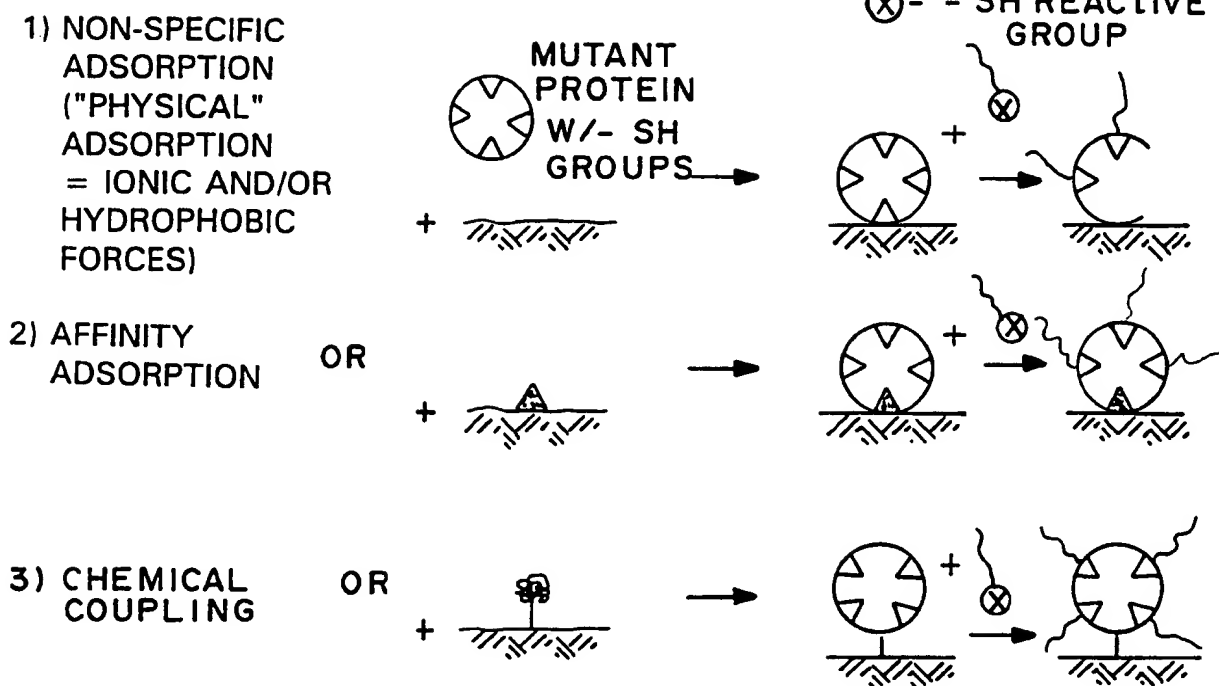 ⊗- - SH REACTIVE
GROUP
1) NON-SPECIFIC
ADSORPTION
("PHYSICAL"
ADSORPTION
= IONIC AND/OR
HYDROPHOBIC
FORCES)
MUTANT
PROTEIN
W/- SH
GROUPS
+
+
X
2) AFFINITY
ADSORPTION
OR
+
+
X
3) CHEMICAL
COUPLING
OR
+
+
X